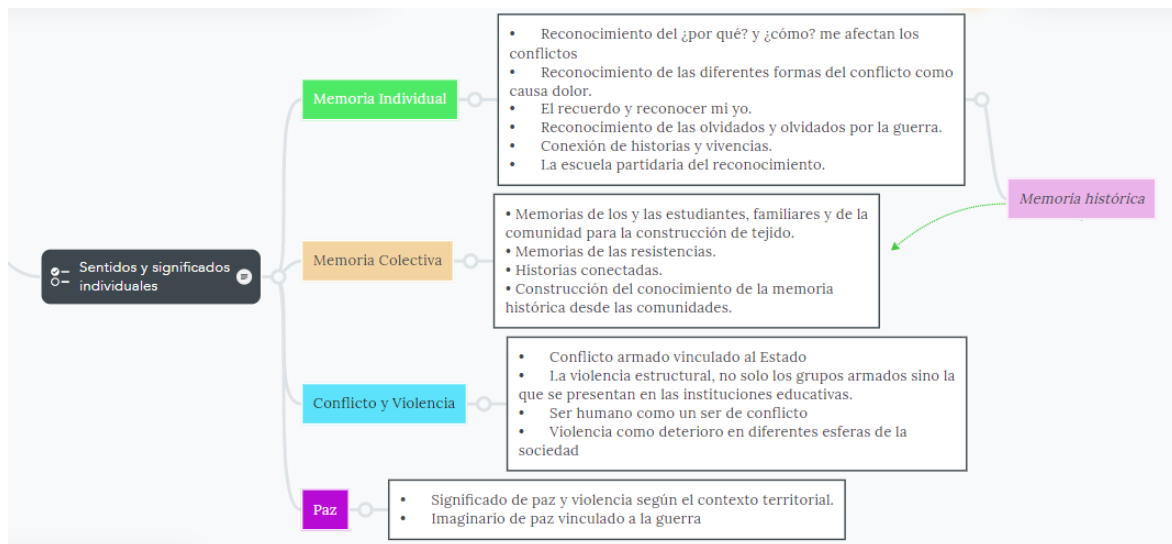 Sentidos y significados
individuales
Memoria Individual
•	Reconocimiento del ¿por qué? y ¿cómo? me afectan los
conflictos
•	Reconocimiento de las diferentes formas del conflicto como
causa dolor.
•	El recuerdo y reconocer mi yo.
•	Reconocimiento de las olvidados y olvidados por la guerra.
•	Conexión de historias y vivencias.
•	La escuela partidaria del reconocimiento.
Memoria histórica
Memoria Colectiva
• Memorias de los y las estudiantes, familiares y de la
comunidad para la construcción de tejido.
• Memorias de las resistencias.
• Historias conectadas.
• Construcción del conocimiento de la memoria
histórica desde las comunidades.
Conflicto y Violencia
•	Conflicto armado vinculado al Estado
•	La violencia estructural, no solo los grupos armados sino la
que se presentan en las instituciones educativas.
•	Ser humano como un ser de conflicto
•	Violencia como deterioro en diferentes esferas de la
sociedad
Paz
•	Significado de paz y violencia según el contexto territorial.
•	Imaginario de paz vinculado a la guerra